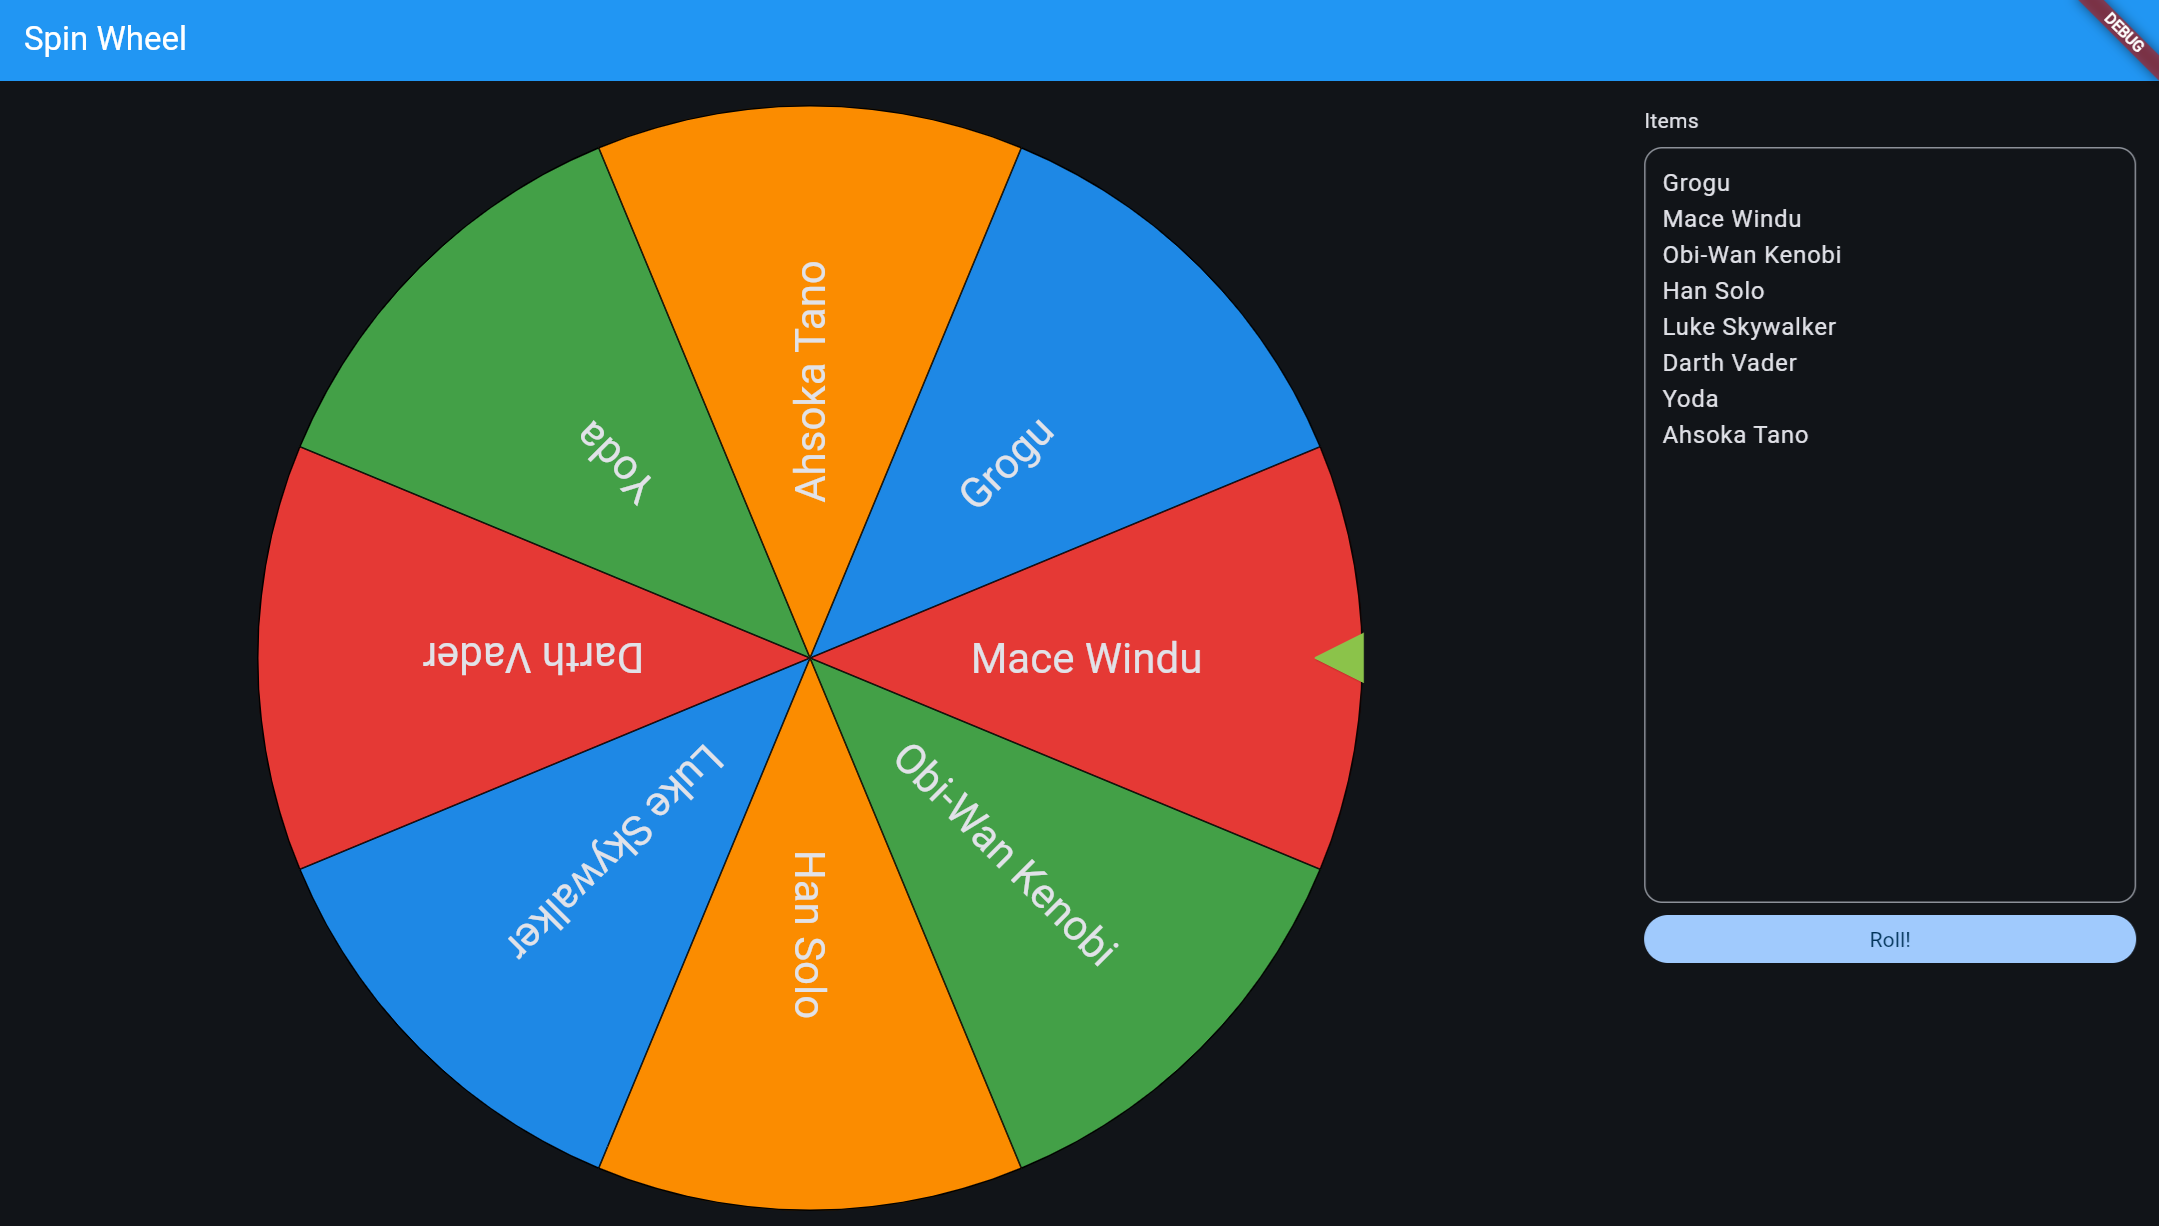 Spin Wheel
DEBUG
Ahsoka Tano
Grogu
Mace Windu
Obi-Wan Kenobi
Han Solo
Luke Skywalker
Darth Vader
Yoda
Items
Grogu
Mace Windu
Obi-Wan Kenobi
Han Solo
Luke Skywalker
Darth Vader
Yoda
Ahsoka Tano
Roll!